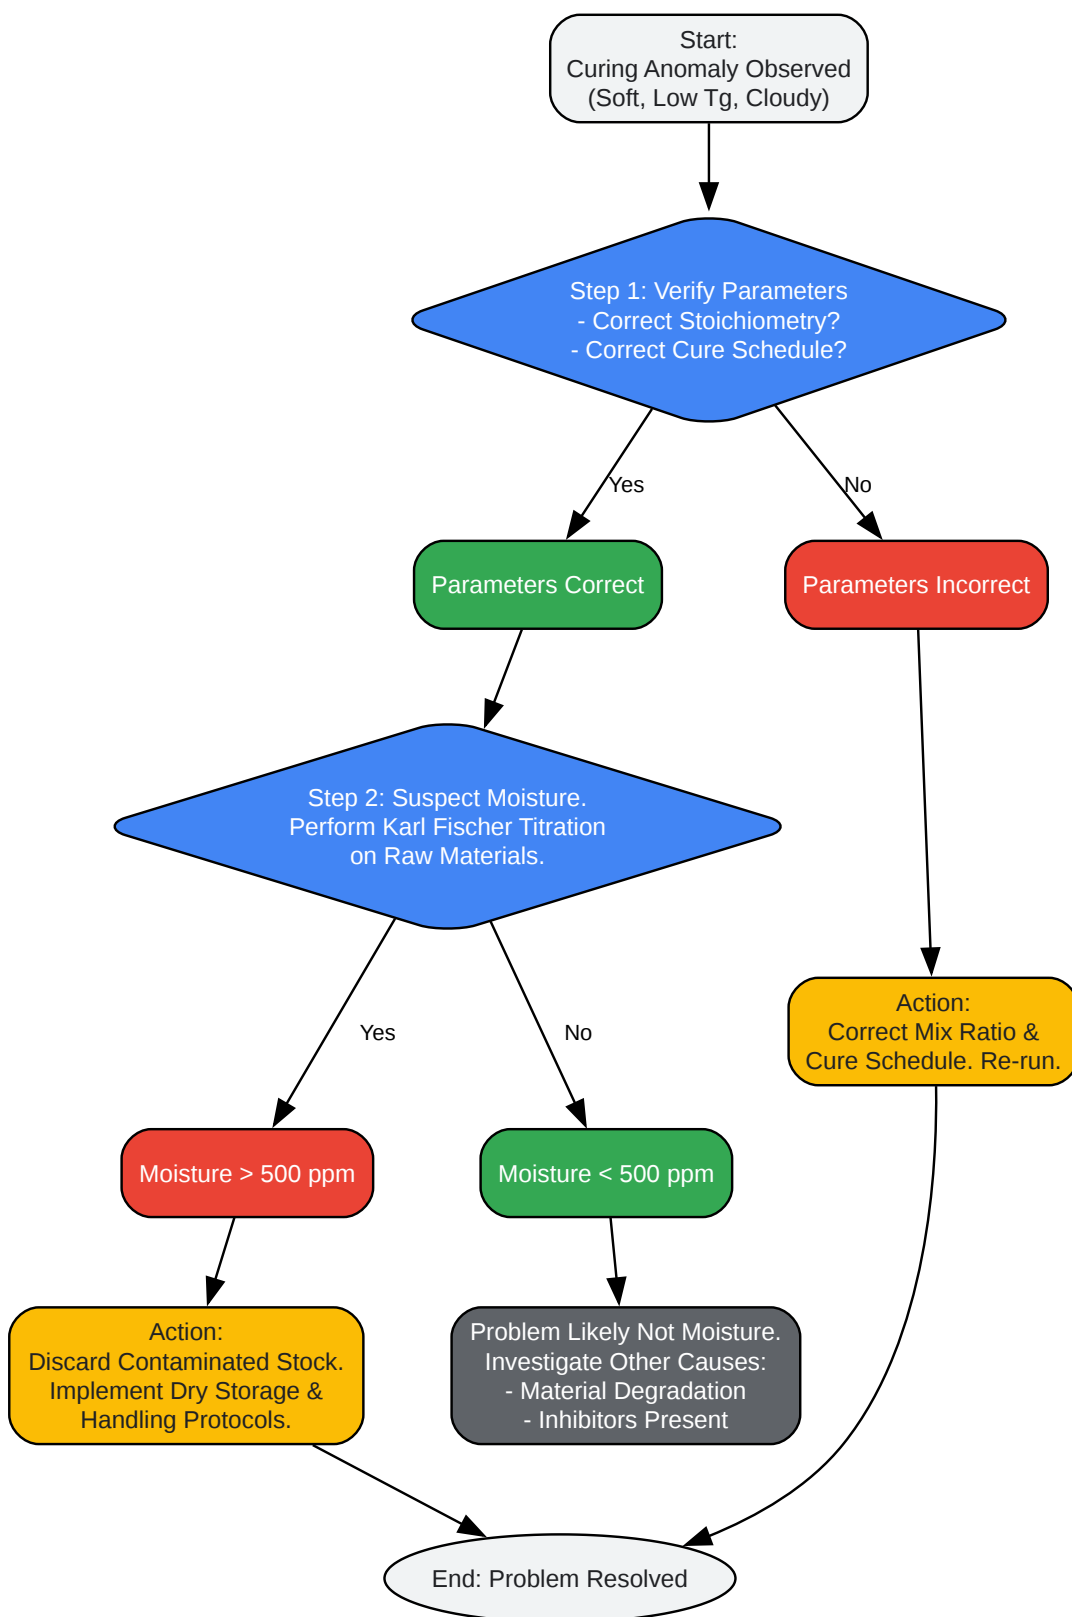 Start:
Curing Anomaly Observed
(Soft, Low Tg, Cloudy)
Step 1: Verify Parameters
- Correct Stoichiometry?
- Correct Cure Schedule?
Yes
No
Parameters Correct
Parameters Incorrect
Step 2: Suspect Moisture.
Perform Karl Fischer Titration
on Raw Materials.
Action:
Correct Mix Ratio &
Cure Schedule. Re-run.
Yes
No
Moisture > 500 ppm
Moisture < 500 ppm
Action:
Discard Contaminated Stock.
Implement Dry Storage &
Handling Protocols.
Problem Likely Not Moisture.
Investigate Other Causes:
- Material Degradation
- Inhibitors Present
End: Problem Resolved